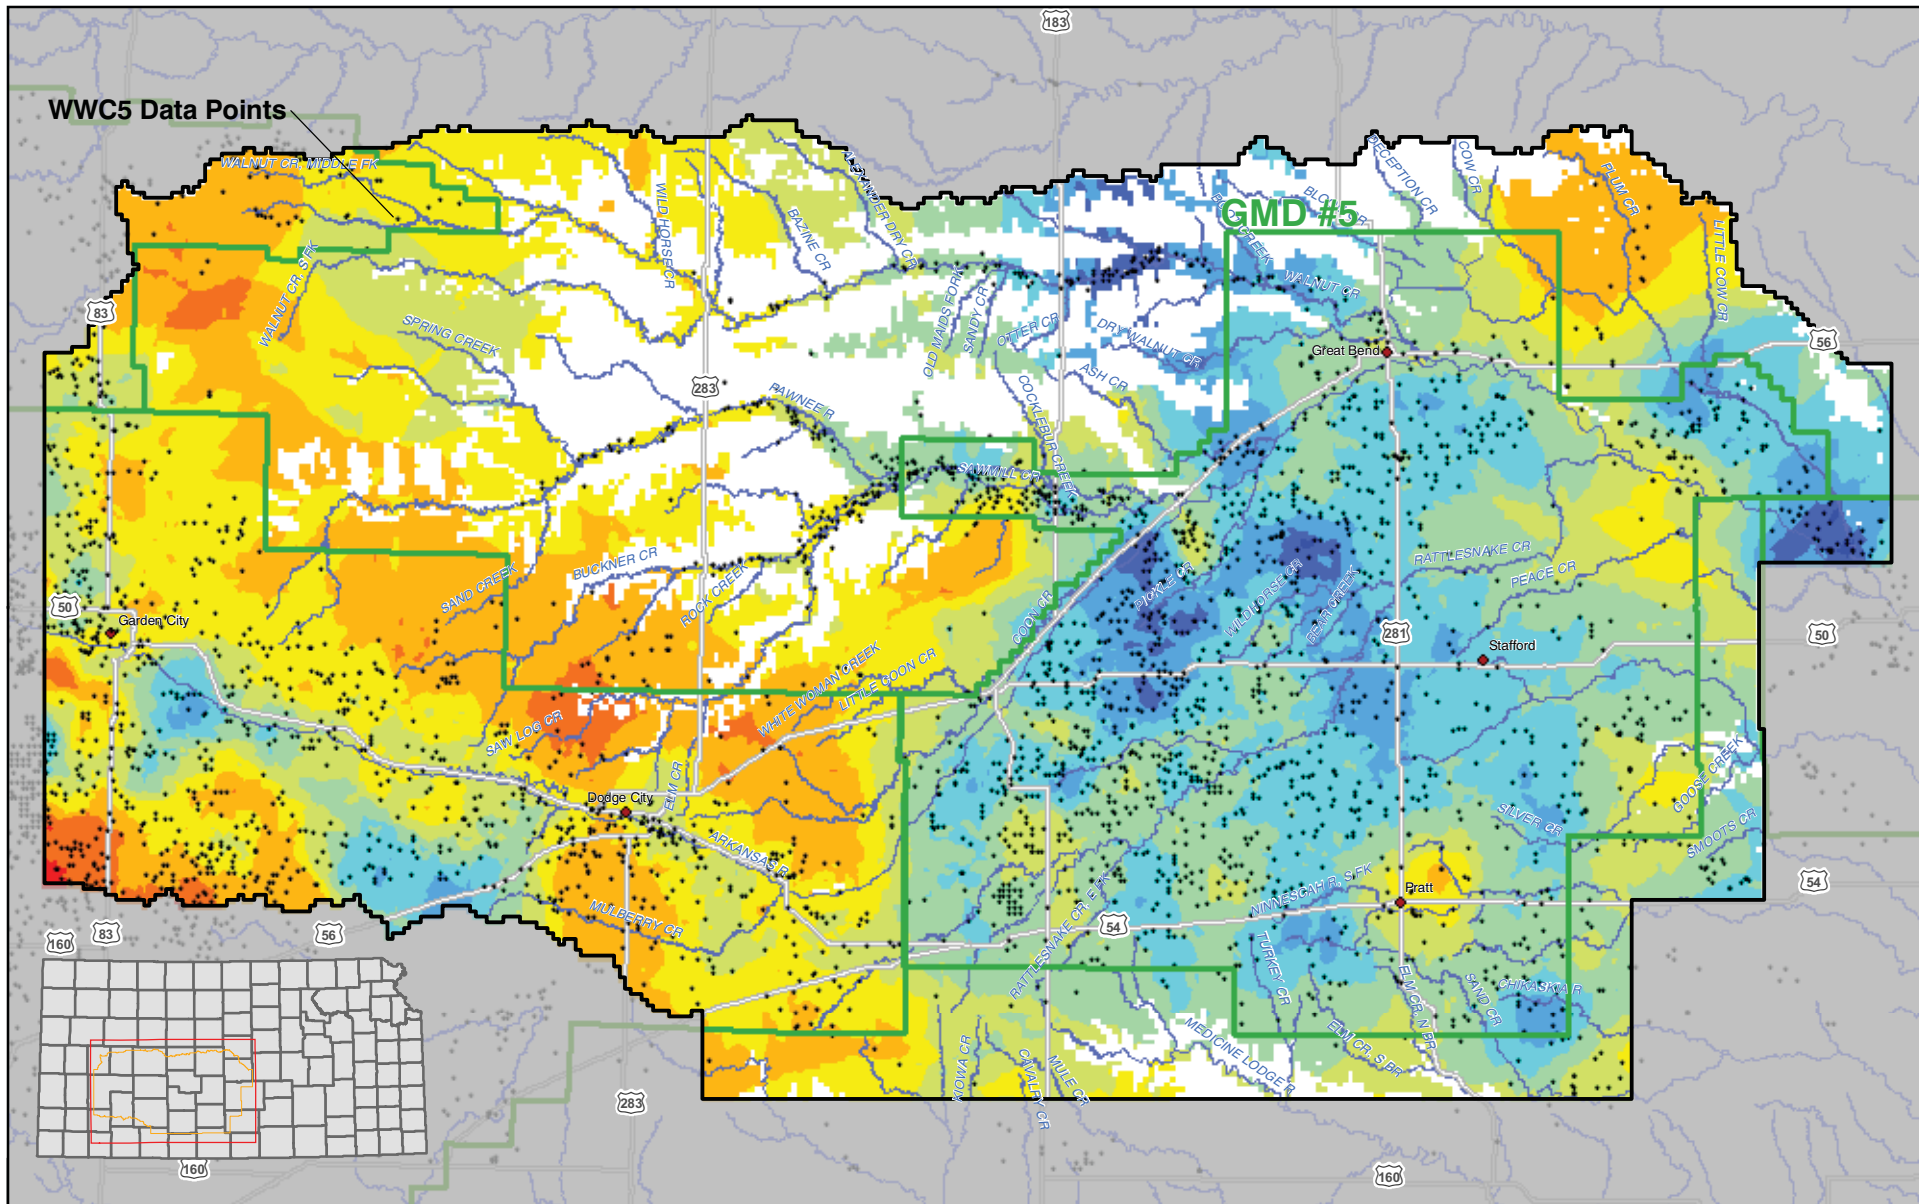 183
WWC5 Data Points
WALNUT CR, MIDDLE FK
ALEXANDER DRY CR
DECEPTION CR
COW CR
PLUM CR
WILD HORSE CR
BAZINE CR
BLOOD CR
GMD #5
LITTLE COW CR
WALNUT CR, S FK
WALNUT CR
83
SPRING CREEK
OLD MAIDS FORK
SANDY CR
OTTER CR
DRY WALNUT CR
Great Bend
56
283
PAWNEE R
ASH CR
COCKLEBUR CREEK
SAWMILL CR
BUCKNER CR
SAND CREEK
ROCK CREEK
COON CR
PICKLE CR
WILDHORSE CR
BEAR CREEK
RATTLESNAKE CR
PEACE CR
50
Garden City
281
50
Stafford
WHITE WOMAN CREEK
LITTLE COON CR
SAW LOG CR
GOOSE CREEK
Dodge City
ELM CR
SILVER CR
SMOOTS CR
ARKANSAS R
MULBERRY CR
RATTLESNAKE CR, E FK
NINNESCAH R, S FK
Pratt
54
54
160
83
56
TURKEY CR
ELM CR, N BR
SAND CR
CHIKASKIA R
KIOWA CR
CAVALRY CR
MULE CR
MEDICINE LODGE R
ELM CR, S BR
283
160
160